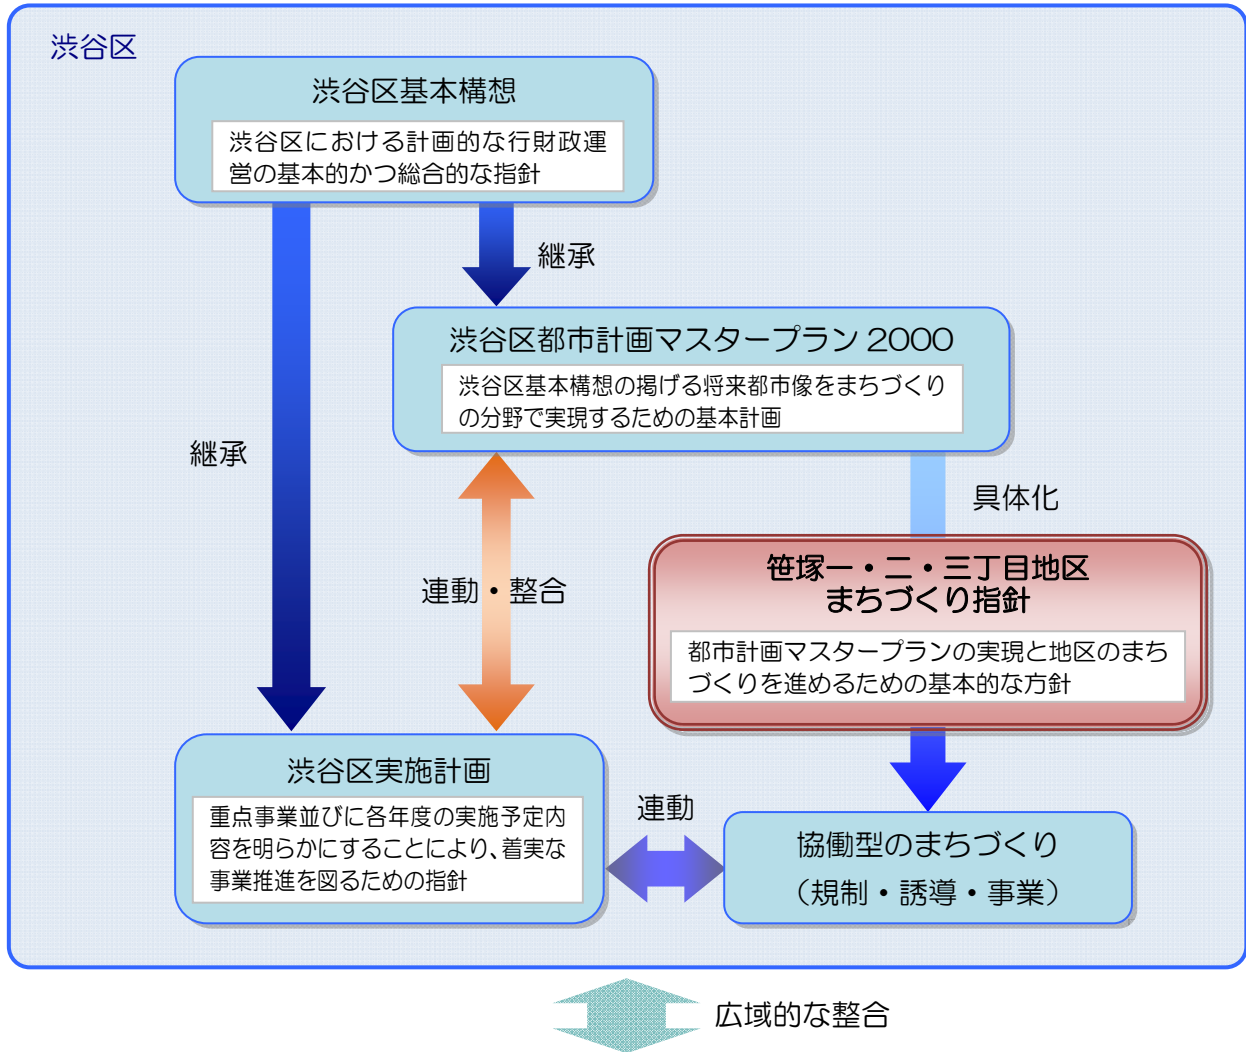 渋谷区
渋谷区基本構想
渋谷区における計画的な行財政運
営の基本的かつ総合的な指針
継承
渋谷区都市計画マスタープラン 2000
渋谷区基本構想の掲げる将来都市像をまちづくり
の分野で実現するための基本計画
継承
具体化
連動・整合
笹塚一・二・三丁目地区
まちづくり指針
都市計画マスタープランの実現と地区のまち
づくりを進めるための基本的な方針
渋谷区実施計画
重点事業並びに各年度の実施予定内
容を明らかにすることにより、着実な
事業推進を図るための指針
連動
協働型のまちづくり
（規制・誘導・事業）
広域的な整合